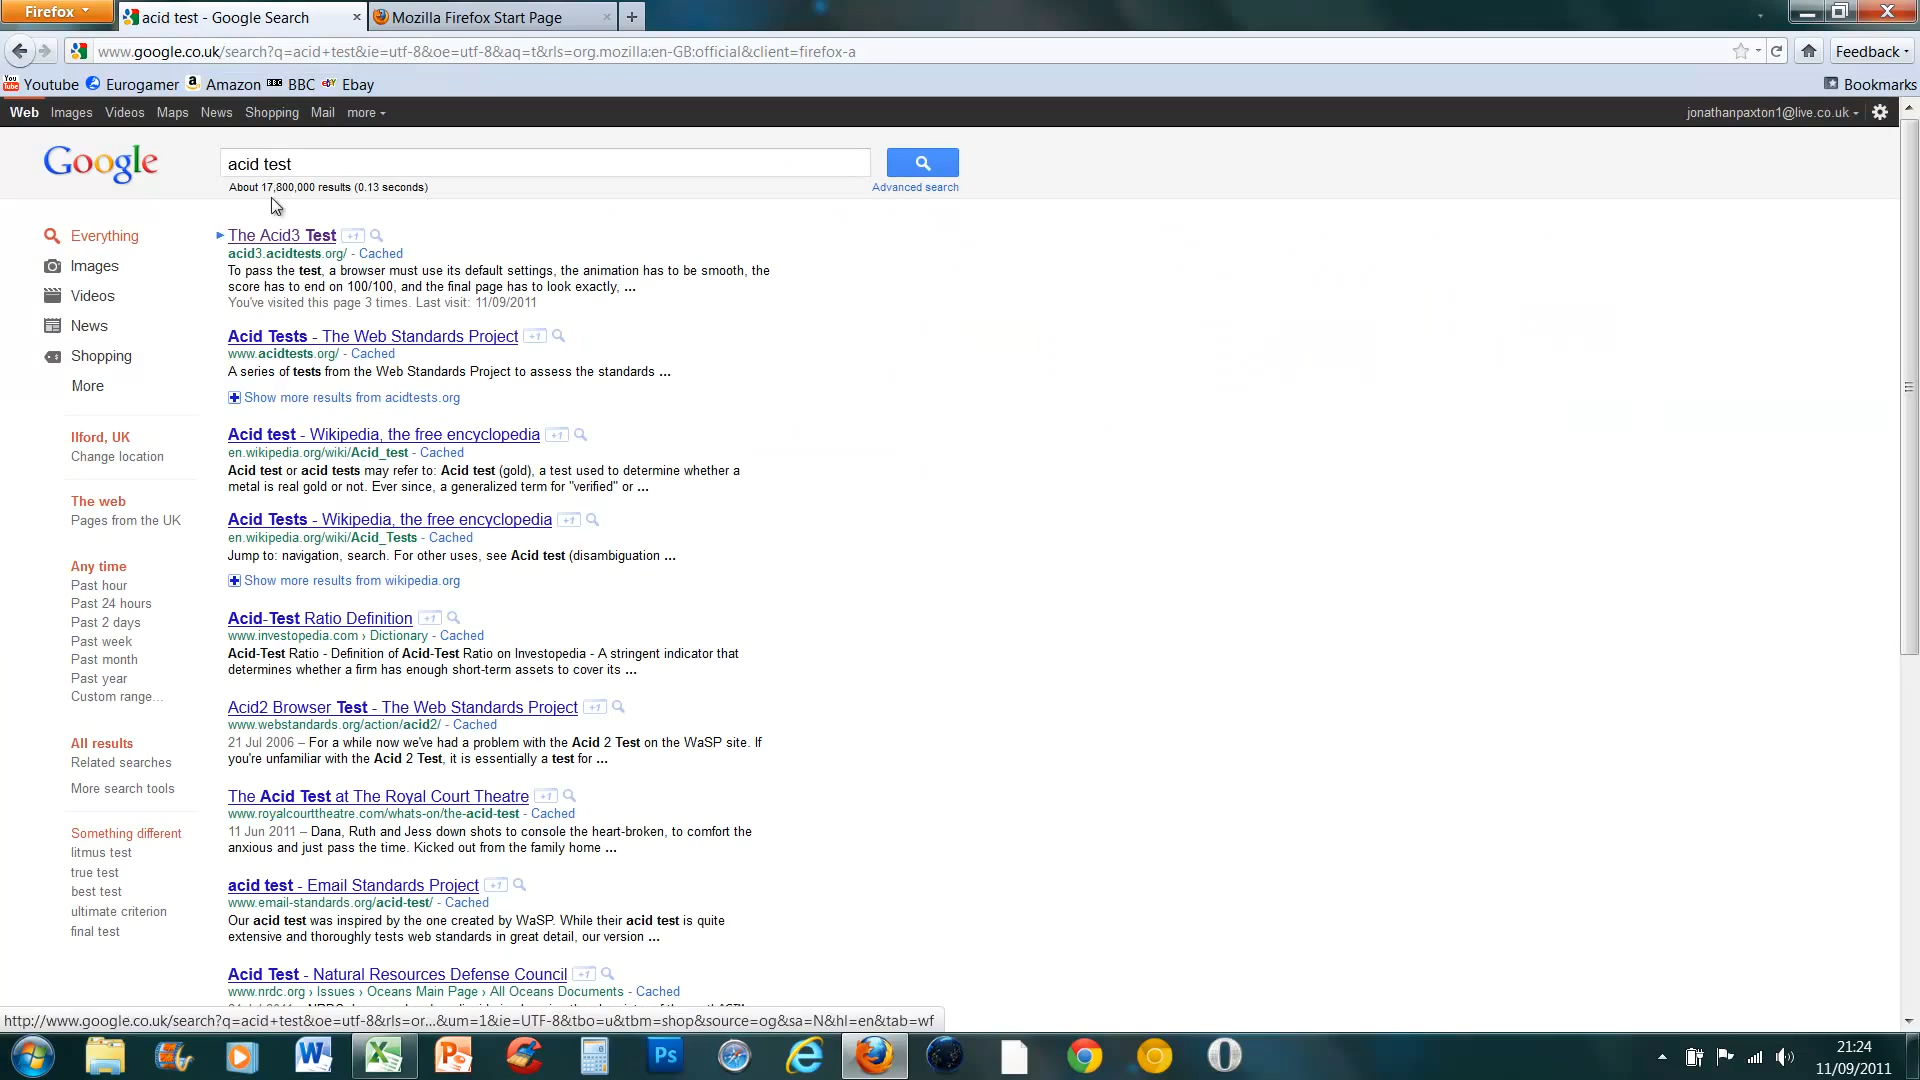 Firefox
acid test - Google Search
Mozilla Firefox Start Page
www.google.co.uk/search?q=acid+test&ie=utf-8&oe=utf-8&aq=t&rls=org.mozilla:en-GB:official&client=firefox-a
Feedback
Youtube Eurogamer Amazon BBC Ebay
Bookmarks
Web Images Videos Maps News Shopping Mail more
jonathanpaxton1@live.co.uk
Google
acid test
About 17,800,000 results (0.13 seconds)
Advanced search
Everything
Images
Videos
News
Shopping
More
Ilford, UK
Change location
The web
Pages from the UK
Any time
Past hour
Past 24 hours
Past 2 days
Past week
Past month
Past year
Custom range...
All results
Related searches
More search tools
Something different
litmus test
true test
best test
ultimate criterion
final test
The Acid3 Test +1
acid3.acidtests.org/ - Cached
To pass the test, a browser must use its default settings, the animation has to be smooth, the
score has to end on 100/100, and the final page has to look exactly, ...
You've visited this page 3 times. Last visit: 11/09/2011
Acid Tests - The Web Standards Project +1
www.acidtests.org/ - Cached
A series of tests from the Web Standards Project to assess the standards ...
Show more results from acidtests.org
Acid test - Wikipedia, the free encyclopedia +1
en.wikipedia.org/wiki/Acid_test - Cached
Acid test or acid tests may refer to: Acid test (gold), a test used to determine whether a
metal is real gold or not. Ever since, a generalized term for "verified" or ...
Acid Tests - Wikipedia, the free encyclopedia +1
en.wikipedia.org/wiki/Acid_Tests - Cached
Jump to: navigation, search. For other uses, see Acid test (disambiguation ...
Show more results from wikipedia.org
Acid-Test Ratio Definition +1
www.investopedia.com › Dictionary - Cached
Acid-Test Ratio - Definition of Acid-Test Ratio on Investopedia - A stringent indicator that
determines whether a firm has enough short-term assets to cover its ...
Acid2 Browser Test - The Web Standards Project +1
www.webstandards.org/action/acid2/ - Cached
21 Jul 2006 – For a while now we've had a problem with the Acid 2 Test on the WaSP site. If
you're unfamiliar with the Acid 2 Test, it is essentially a test for ...
The Acid Test at The Royal Court Theatre +1
www.royalcourttheatre.com/whats-on/the-acid-test - Cached
11 Jun 2011 – Dana, Ruth and Jess down shots to console the heart-broken, to comfort the
anxious and just pass the time. Kicked out from the family home ...
acid test - Email Standards Project +1
www.email-standards.org/acid-test/ - Cached
Our acid test was inspired by the one created by WaSP. While their acid test is quite
extensive and thoroughly tests web standards in great detail, our version ...
Acid Test - Natural Resources Defense Council +1
www.nrdc.org › Issues › Oceans Main Page › All Oceans Documents - Cached
http://www.google.co.uk/search?q=acid+test&oe=utf-8&rls=or...&um=1&ie=UTF-8&tbo=u&tbm=shop&source=og&sa=N&hl=en&tab=wf
Ps
21:24
11/09/2011